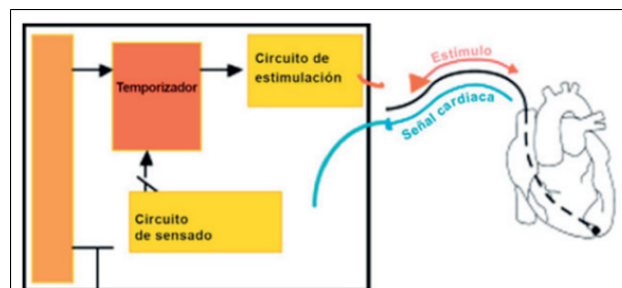 Circuito de
estimulación
Temporizador
Estímulo
Señal cardiaca
Circuito
de sensado